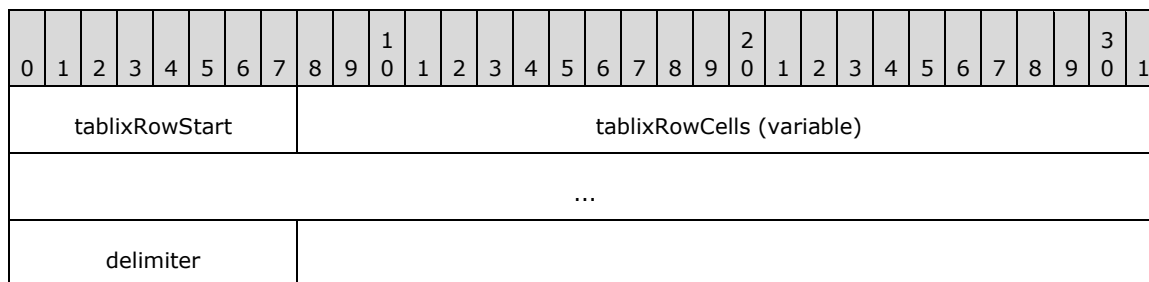 1 2 3
0 1 2 3 4 5 6 7 8 9 0 1 2 3 4 5 6 7 8 9 0 1 2 3 4 5 6 7 8 9 0 1
tablixRowStart tablixRowCells (variable)
...
delimiter